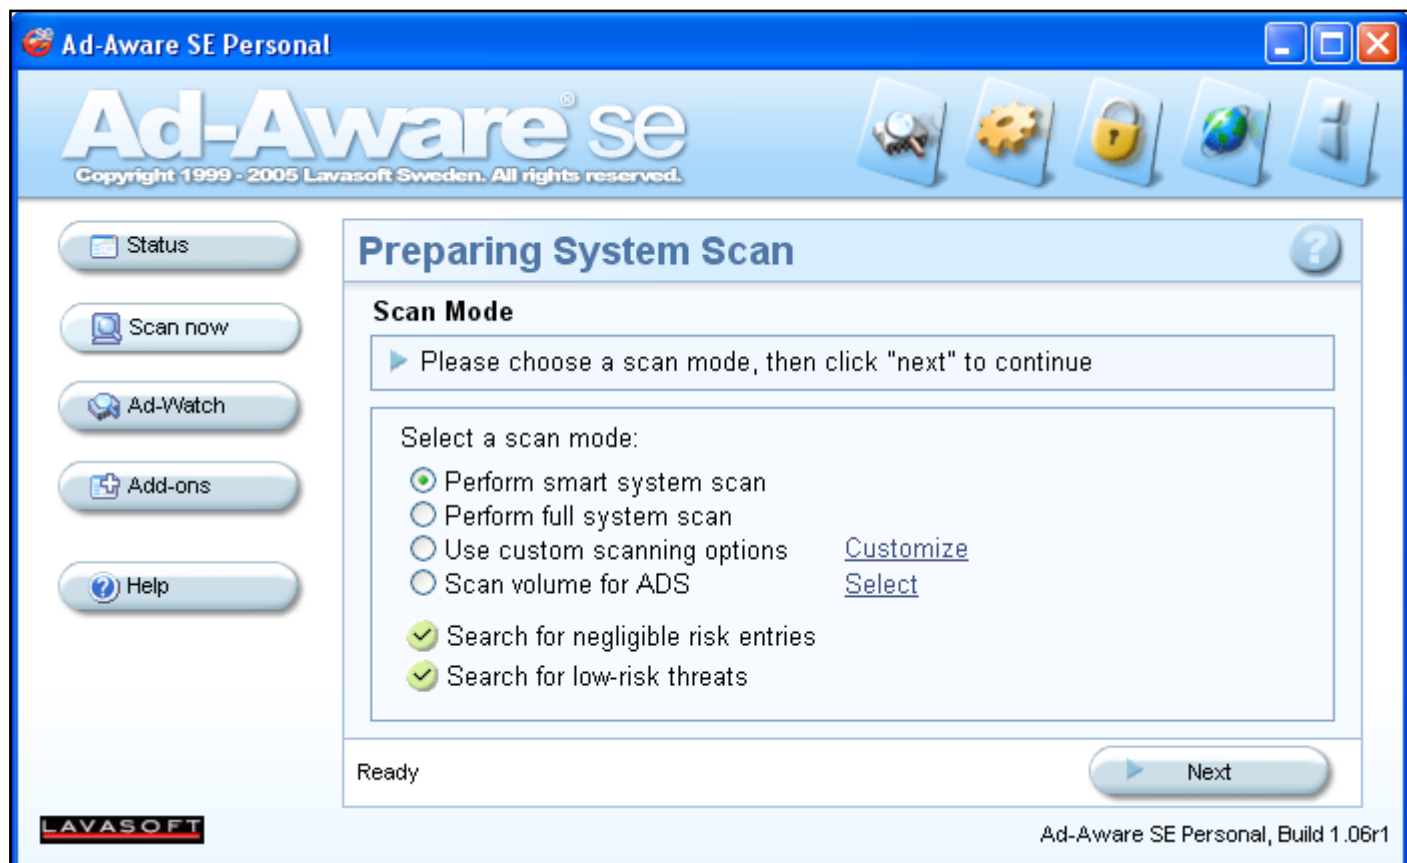 Ad-Aware SE Personal
Ad-Aware® se
Copyright 1999 - 2005 Lavasoft Sweden. All rights reserved.
Status
Scan now
Ad-Watch
Add-ons
Help
Preparing System Scan
?
Scan Mode
Please choose a scan mode, then click "next" to continue
Select a scan mode:
Perform smart system scan
Perform full system scan
Use custom scanning options Customize
Scan volume for ADS Select
Search for negligible risk entries
Search for low-risk threats
Ready
Next
LAVASOFT
Ad-Aware SE Personal, Build 1.06r1